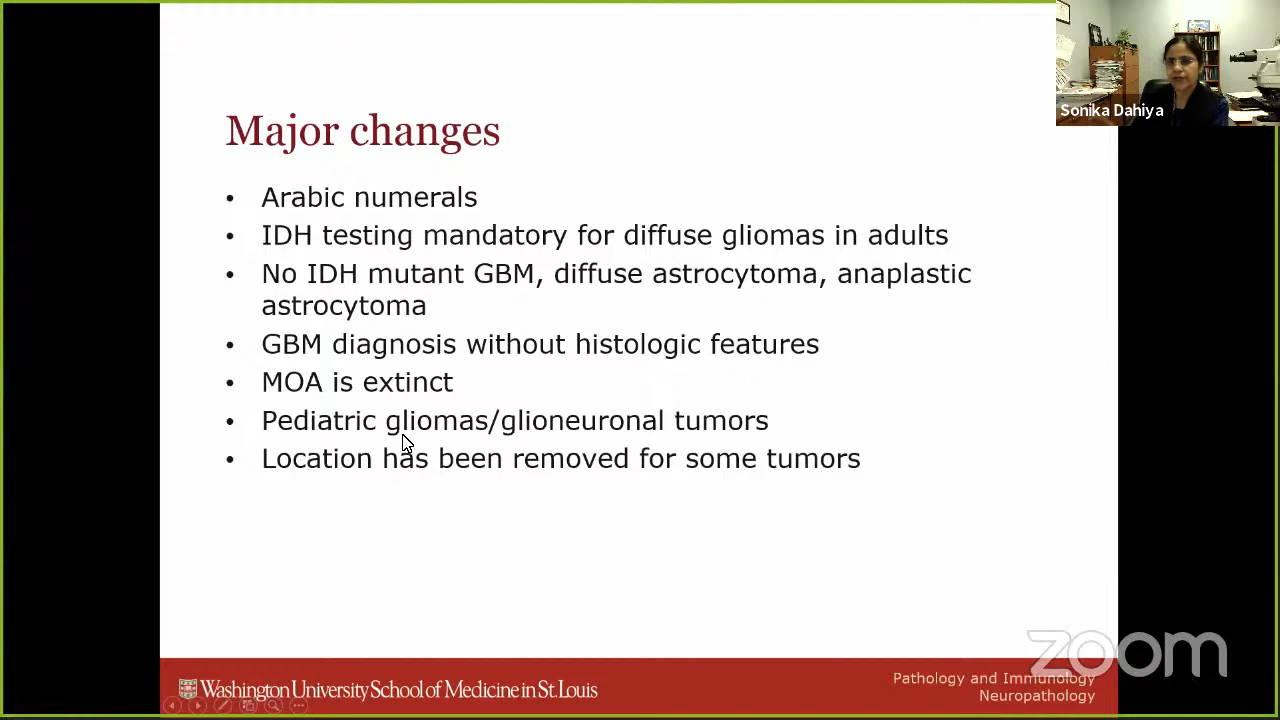 Sonika Dahiya
Major changes
• Arabic numerals
• IDH testing mandatory for diffuse gliomas in adults
• No IDH mutant GBM, diffuse astrocytoma, anaplastic
astrocytoma
• GBM diagnosis without histologic features
• MOA is extinct
• Pediatric gliomas/glioneuronal tumors
• Location has been removed for some tumors
zoom
Washington University School of Medicine in St. Louis
Pathology and Immunology
Neuropathology